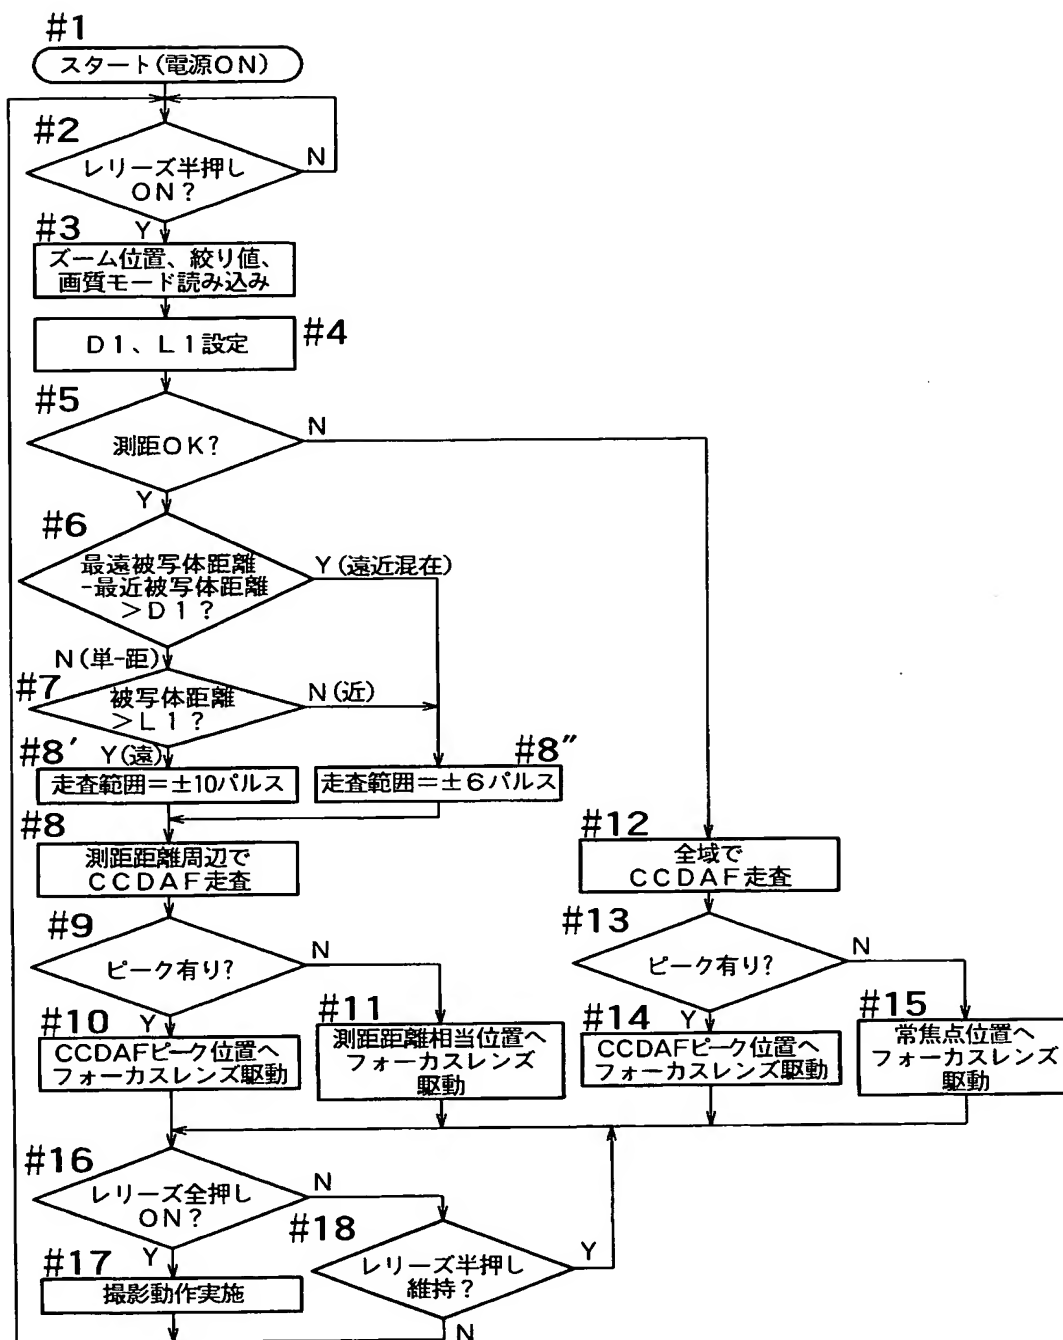 #1
スタート(電源ON)
#2
レリーズ半押し
ON?
N
Y
#3
ズーム位置、絞り値、
画質モード読み込み
D1、L1設定
#4
#5
測距OK?
N
Y
#6
最遠被写体距離
-最近被写体距離
>D1?
Y(遠近混在)
N(単一距)
#7
被写体距離
>L1?
N(近)
Y(遠)
#8′
走査範囲=±10パルス
#8″
走査範囲=±6パルス
#8
測距距離周辺で
CCDAF走査
#12
全域で
CCDAF走査
#9
ピーク有り?
N
Y
#13
ピーク有り?
N
Y
#10
CCDAFピーク位置へ
フォーカスレンズ駆動
#11
測距距離相当位置へ
フォーカスレンズ
駆動
#14
CCDAFピーク位置へ
フォーカスレンズ駆動
#15
常焦点位置へ
フォーカスレンズ
駆動
#16
レリーズ全押し
ON?
N
Y
#18
レリーズ半押し
維持?
Y
N
#17
撮影動作実施